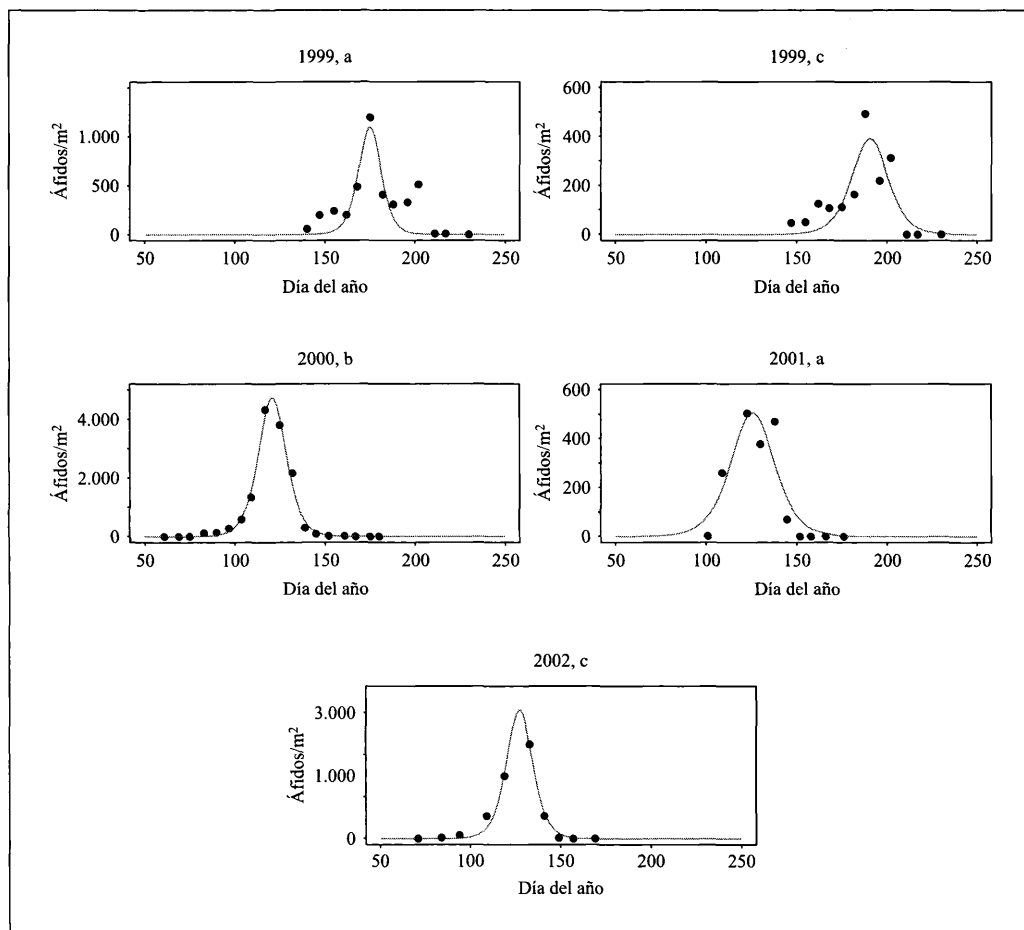 1999, a
Áfidos/m²
1.000
500
0
50 100 150 200 250
Día del año
1999, c
Áfidos/m²
600
400
200
0
50 100 150 200 250
Día del año
2000, b
Áfidos/m²
4.000
2.000
0
50 100 150 200 250
Día del año
2001, a
Áfidos/m²
600
400
200
0
50 100 150 200 250
Día del año
2002, c
Áfidos/m²
3.000
1.000
0
50 100 150 200 250
Día del año